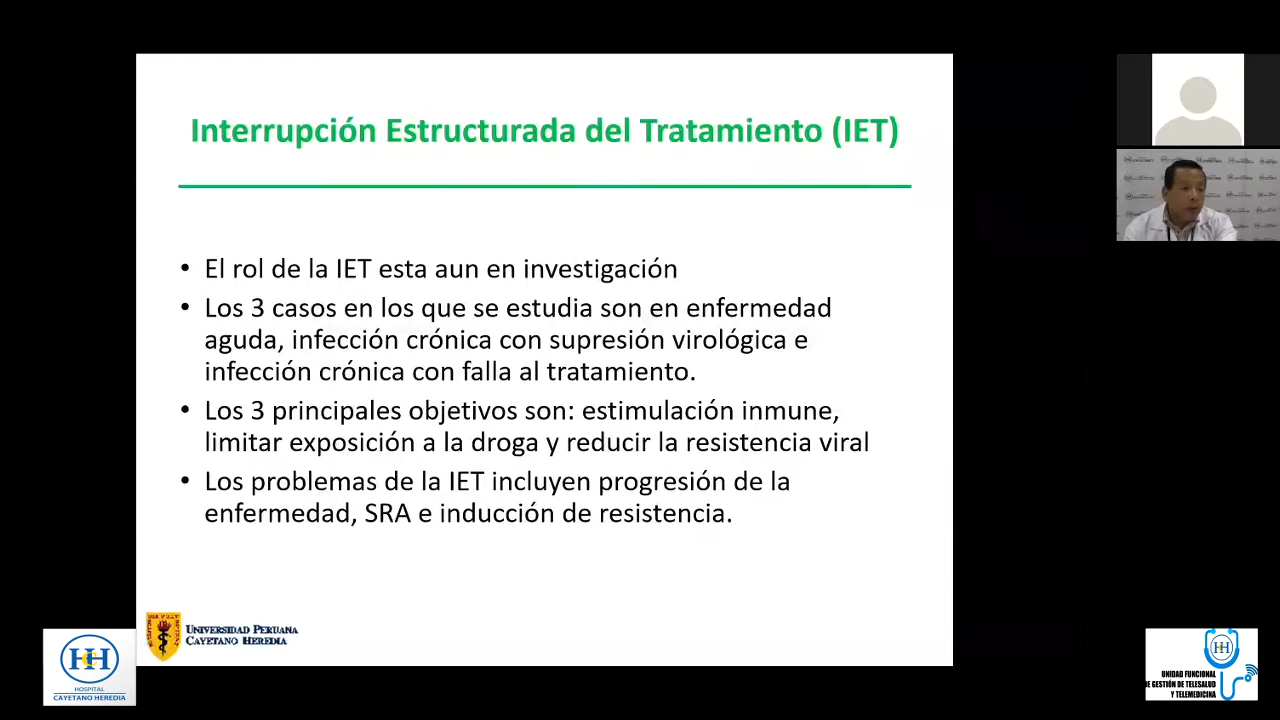 Interrupción Estructurada del Tratamiento (IET)
• El rol de la IET esta aun en investigación
• Los 3 casos en los que se estudia son en enfermedad
aguda, infección crónica con supresión virológica e
infección crónica con falla al tratamiento.
• Los 3 principales objetivos son: estimulación inmune,
limitar exposición a la droga y reducir la resistencia viral
• Los problemas de la IET incluyen progresión de la
enfermedad, SRA e inducción de resistencia.
UNIVERSIDAD PERUANA
CAYETANO HEREDIA
HCH
HOSPITAL
CAYETANO HEREDIA
UNIDAD FUNCIONAL
DE GESTIÓN DE TELESALUD
Y TELEMEDICINA